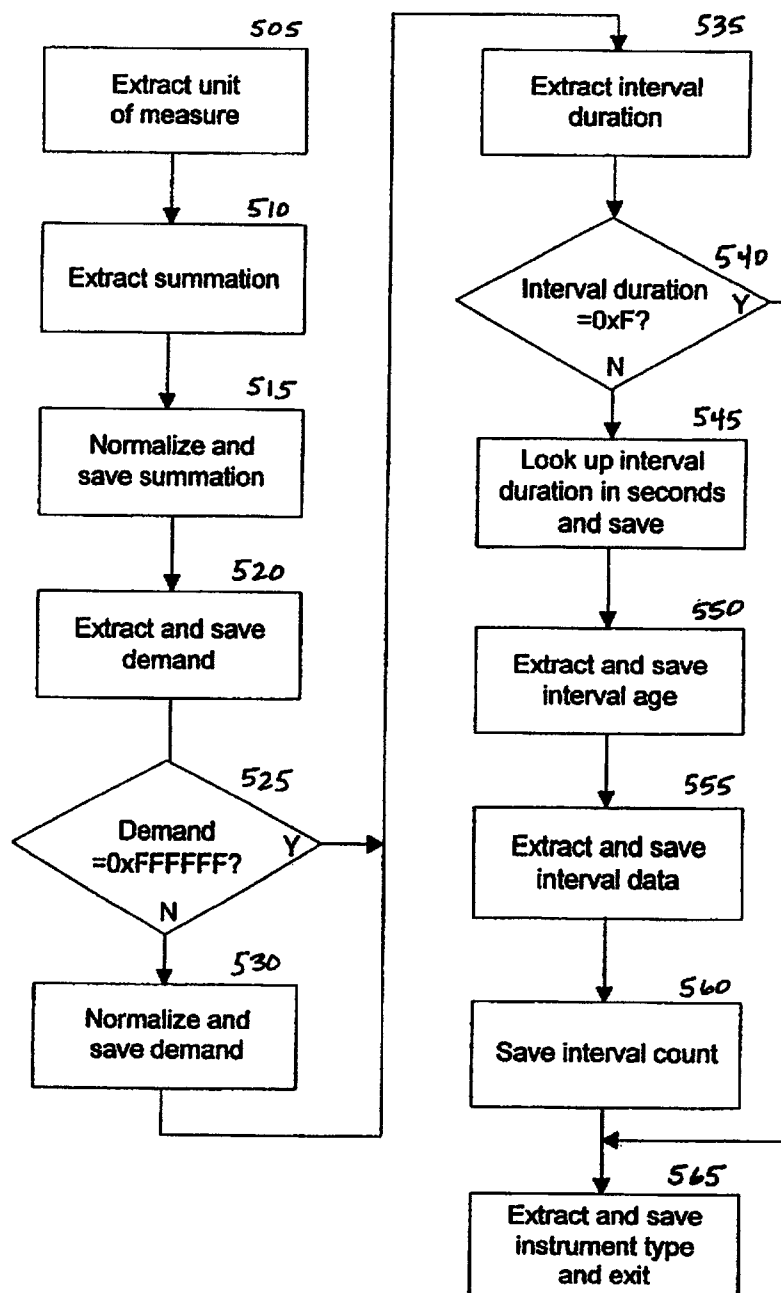 505
Extract unit
of measure
510
Extract summation
515
Normalize and
save summation
520
Extract and save
demand
525
Demand
=0xFFFFFF?
Y
N
530
Normalize and
save demand
535
Extract interval
duration
540
Interval duration
=0xF?
Y
N
545
Look up interval
duration in seconds
and save
550
Extract and save
interval age
555
Extract and save
interval data
560
Save interval count
565
Extract and save
instrument type
and exit